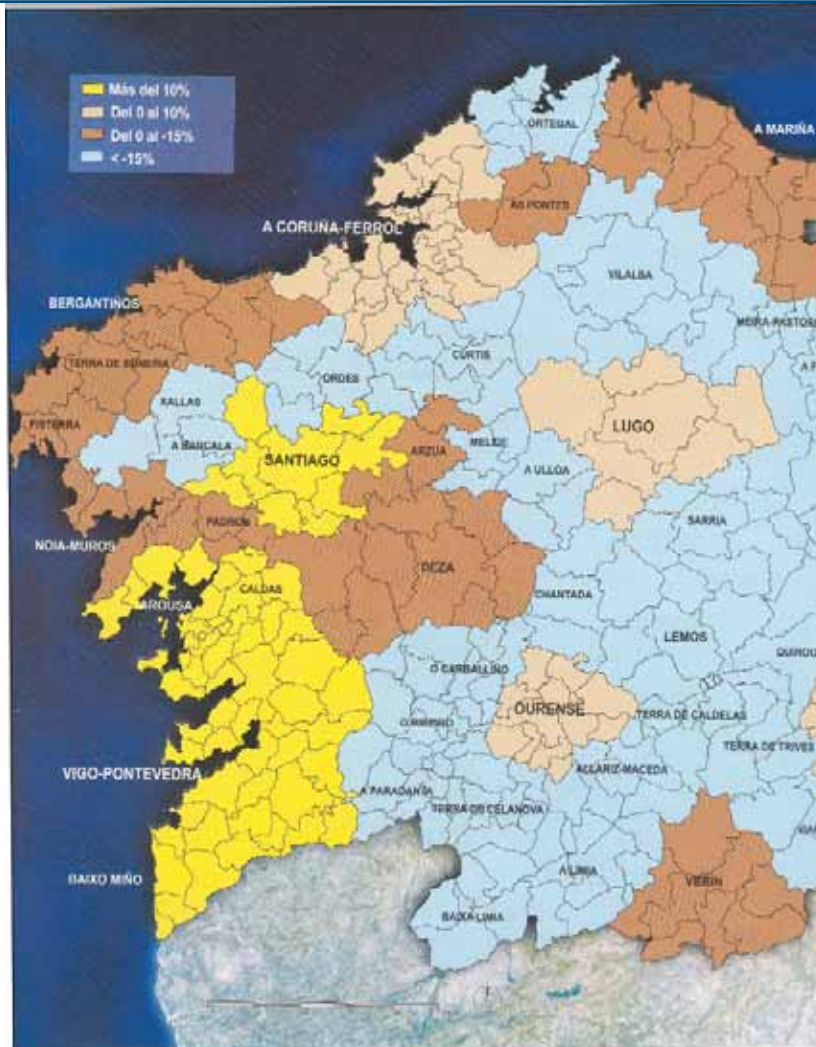 Más del 10%
Del 0 al 10%
Del 0 al -15%
< -15%
ORTEGAL
A MARIÑA
AS PONTES
A CORUÑA-FERROL
VILALBA
BERGANTIÑOS
MEIRA-PASTOR
TERRA DE SONEIRA
CURTIS
ORDES
XALLAS
LUGO
FISTERRA
A BARCALA
SANTIAGO
ARZUA
MELIDE
A ULLOA
SARRIA
PADRON
NOIA-MUROS
DEZA
CALDAS
CHANTADA
AROUSA
LEMOS
O CARBALLIÑO
OURENSE
TERRA DE CALDELAS
TERRA DE TRIVES
VIGO-PONTEVEDRA
ALLARIZ-MACEDA
A PARADANTA
TERRA DE CELANOVA
BAIXO MIÑO
A LIMIA
VERIN
BAIXA-LIMIA